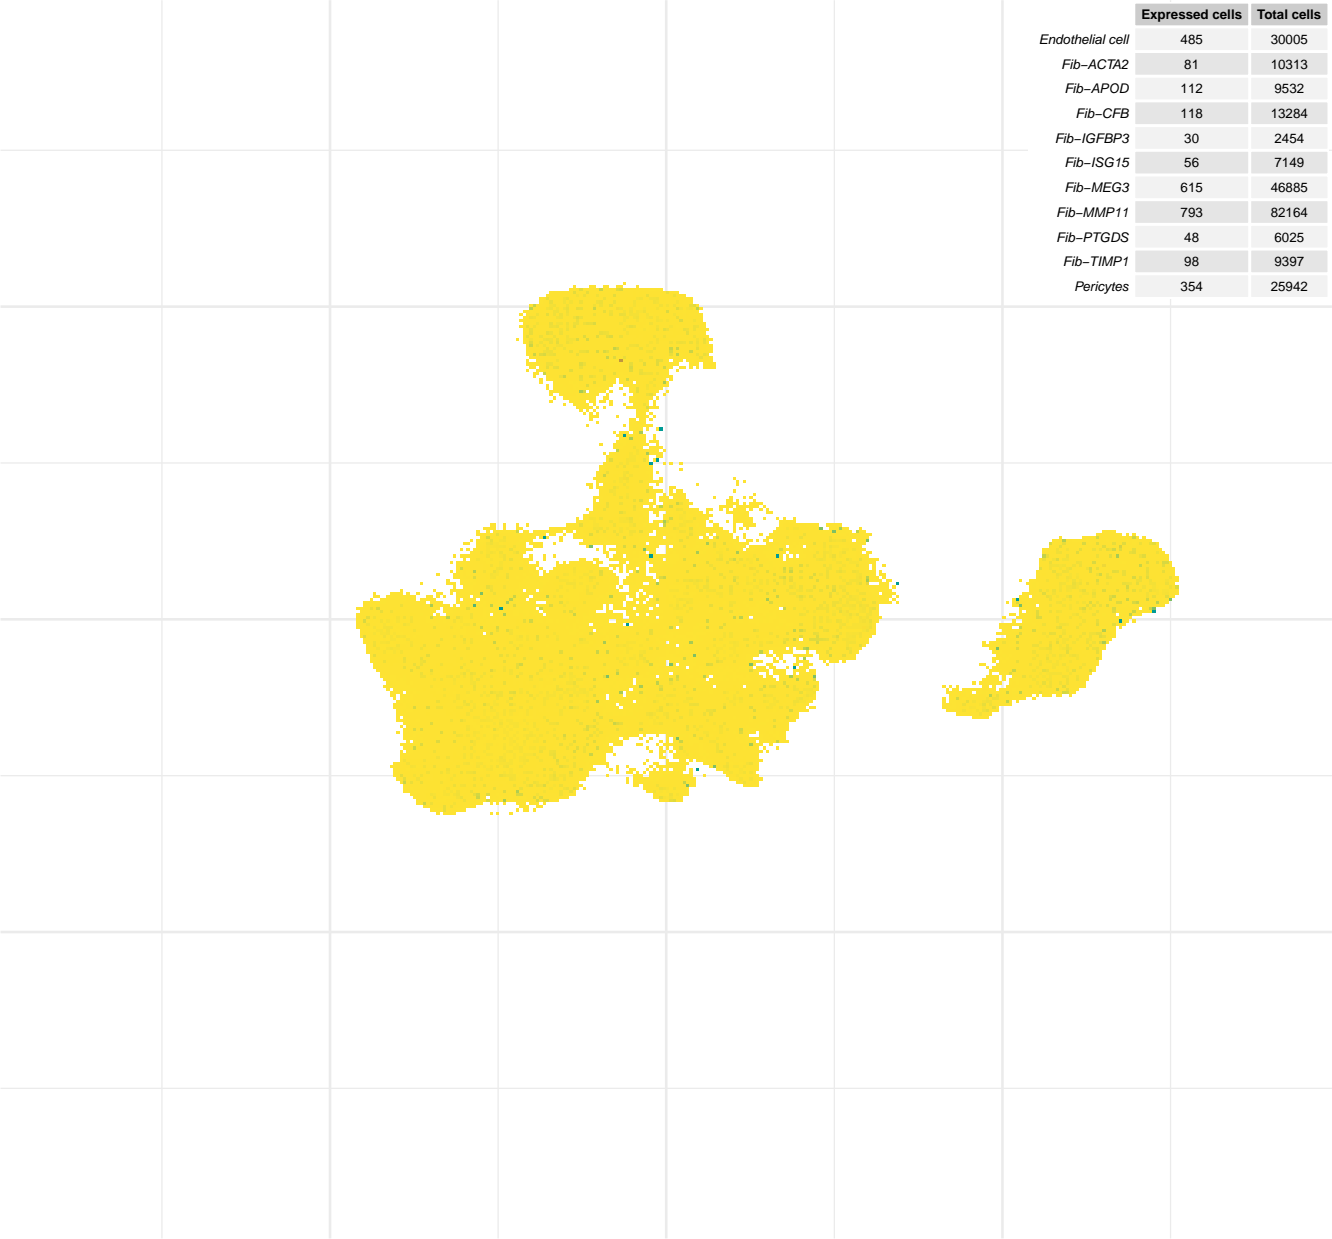 Expressed cells Total cells
Endothelial cell 485 30005
Fib−ACTA2 81 10313
Fib−APOD 112 9532
Fib−CFB 118 13284
Fib−IGFBP3 30 2454
Fib−ISG15 56 7149
Fib−MEG3 615 46885
Fib−MMP11 793 82164
Fib−PTGDS 48 6025
Fib−TIMP1 98 9397
Pericytes 354 25942